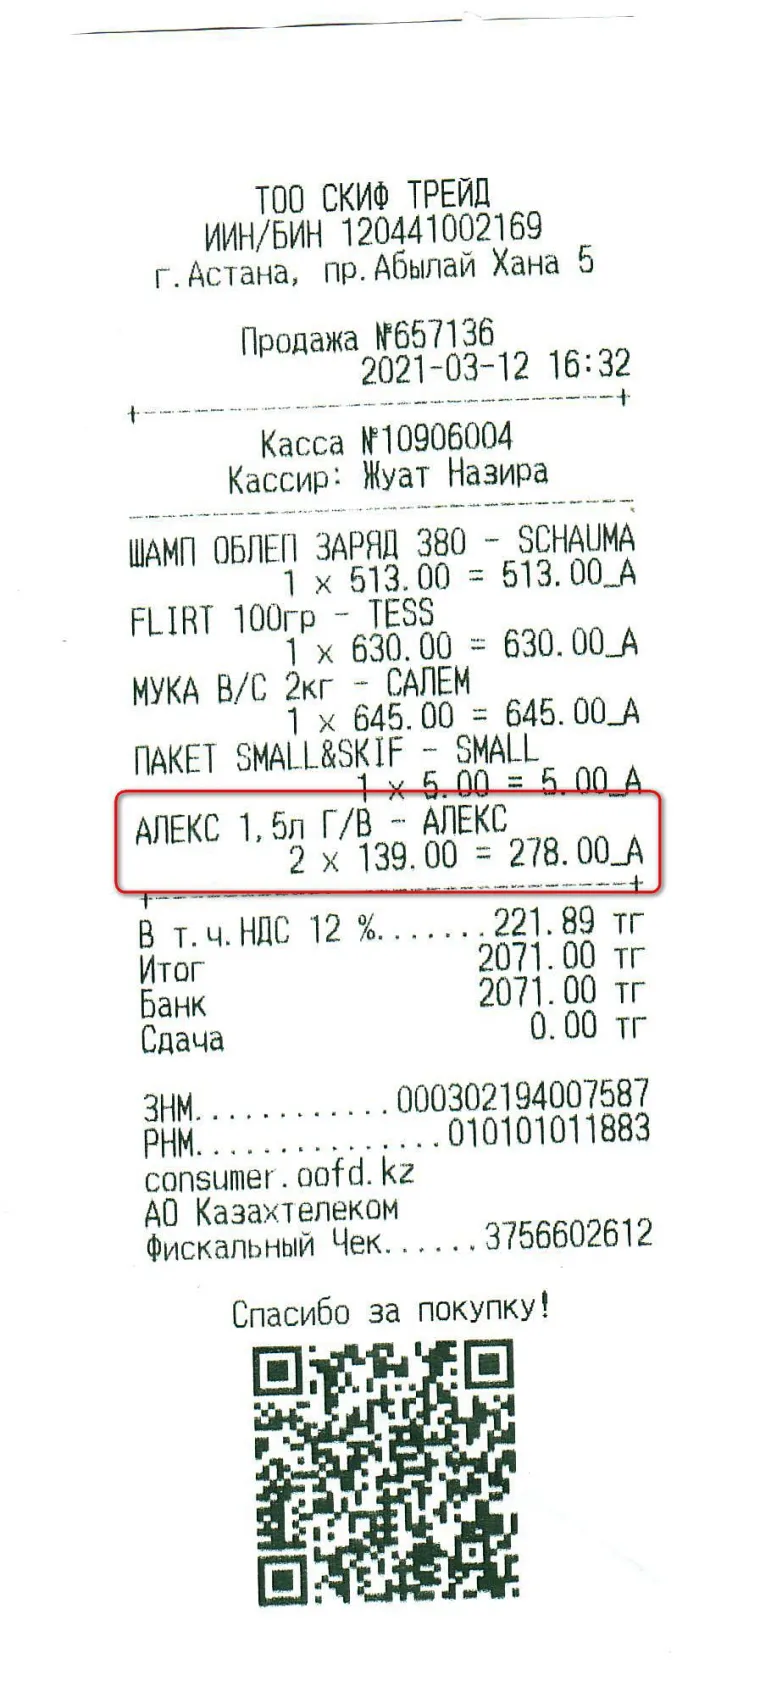 ТОО СКИФ ТРЕЙД
ИИН/БИН 120441002169
г.Астана, пр.Абылай Хана 5
Продажа №657136
2021-03-12 16:32
Касса №10906004
Кассир: Жуат Назира
ШАМП ОБЛЕП ЗАРЯД 380 - SCHAUMA
1 x 513.00 = 513.00_A
FLIRT 100гр - TESS
1 x 630.00 = 630.00_A
МУКА В/С 2кг - САЛЕМ
1 x 645.00 = 645.00_A
ПАКЕТ SMALL&SKIF - SMALL
1 x 5.00 = 5.00_A
АЛЕКС 1,5л Г/В - АЛЕКС
2 x 139.00 = 278.00_A
В т.ч.НДС 12 %.......221.89 тг
Итог 2071.00 тг
Банк 2071.00 тг
Сдача 0.00 тг
ЗНМ............000302194007587
РНМ...............010101011883
consumer.oofd.kz
АО Казахтелеком
Фискальный Чек......3756602612
Спасибо за покупку!